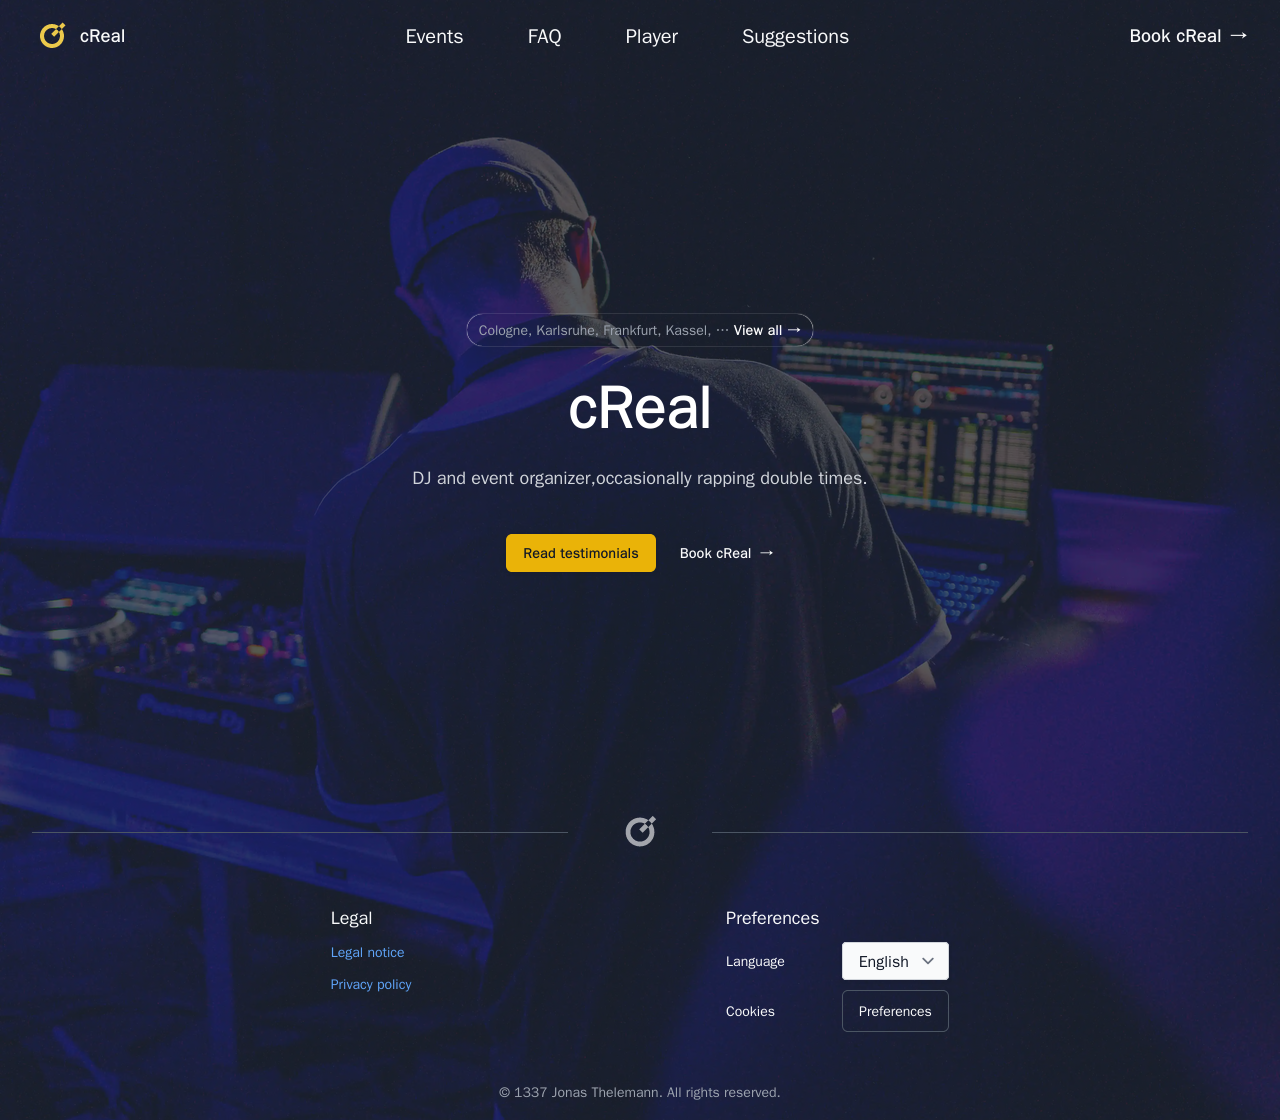 cReal
Events
FAQ
Player
Suggestions
Book cReal →
Cologne, Karlsruhe, Frankfurt, Kassel, ⋯ View all →
cReal
DJ and event organizer,occasionally rapping double times.
Read testimonials
Book cReal →
Pioneer Dj
Legal
Legal notice
Privacy policy
Preferences
Language
English
Cookies
Preferences
© 1337 Jonas Thelemann. All rights reserved.